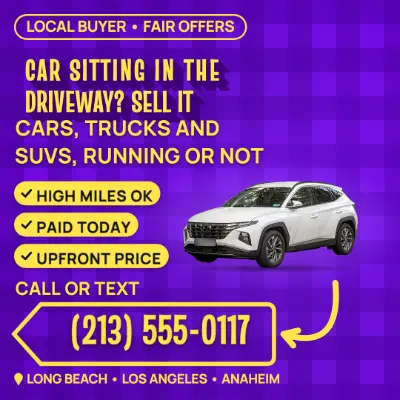 LOCAL BUYER • FAIR OFFERS
CAR SITTING IN THE
DRIVEWAY? SELL IT
CARS, TRUCKS AND
SUVS, RUNNING OR NOT
✓ HIGH MILES OK
✓ PAID TODAY
✓ UPFRONT PRICE
CALL OR TEXT
(213) 555-0117
LONG BEACH • LOS ANGELES • ANAHEIM